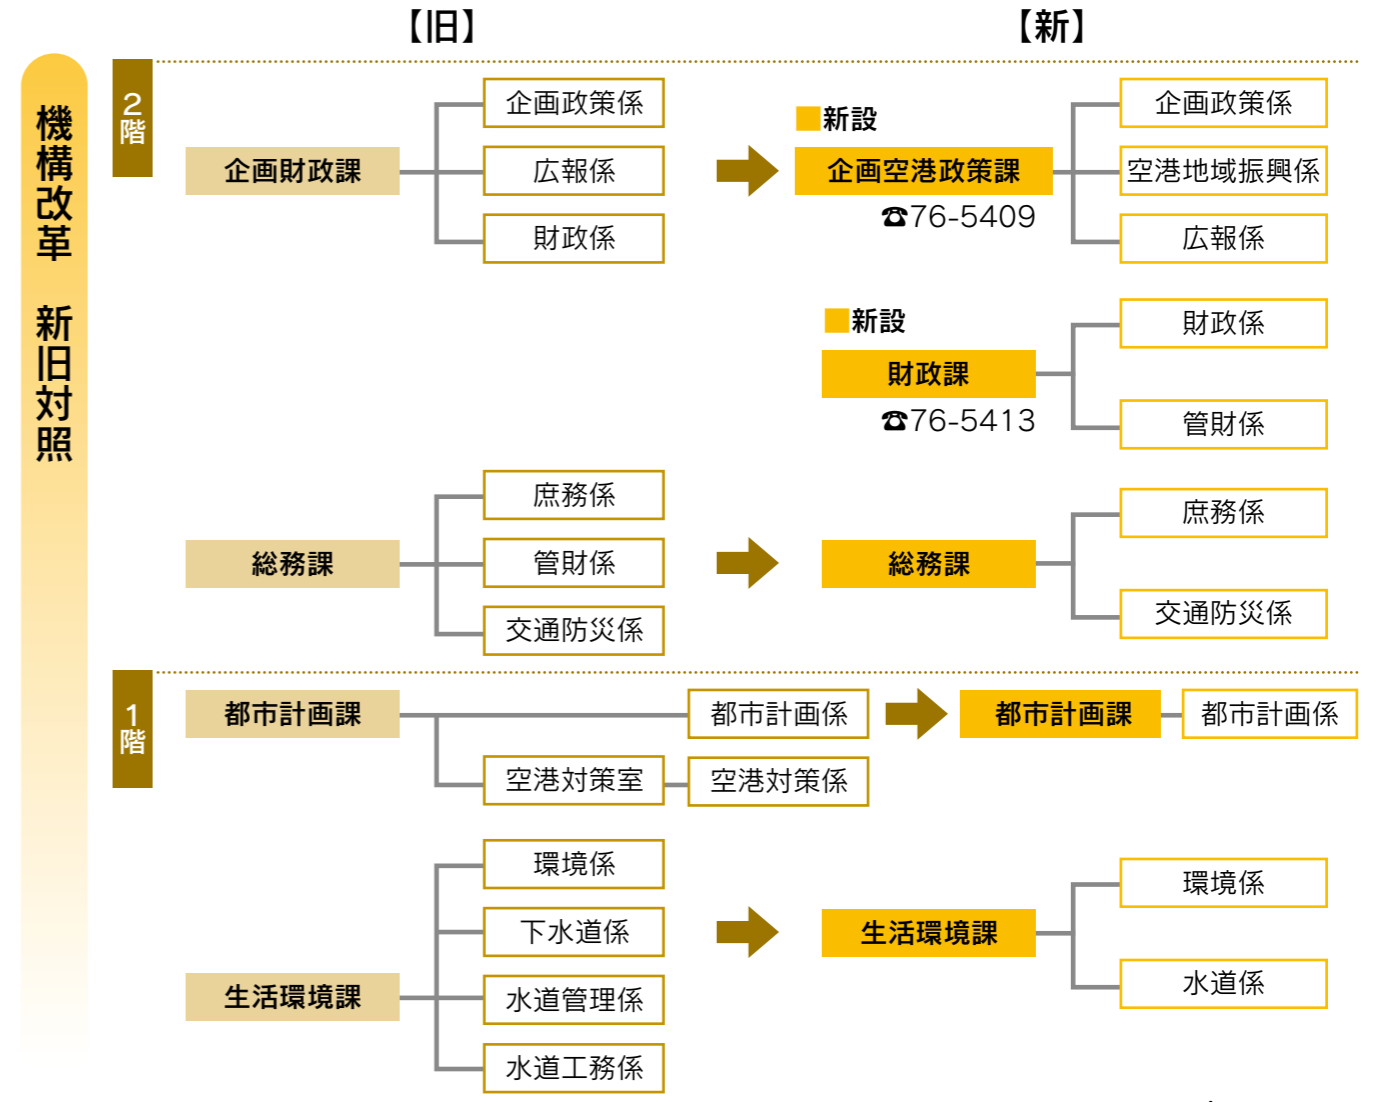 【旧】
【新】
機構改革 新旧対照
2階
企画財政課
企画政策係
広報係
財政係
■新設
企画空港政策課
☎76-5409
企画政策係
空港地域振興係
広報係
■新設
財政課
☎76-5413
財政係
管財係
総務課
庶務係
管財係
交通防災係
総務課
庶務係
交通防災係
1階
都市計画課
都市計画係
空港対策室
空港対策係
都市計画課
都市計画係
生活環境課
環境係
下水道係
水道管理係
水道工務係
生活環境課
環境係
水道係